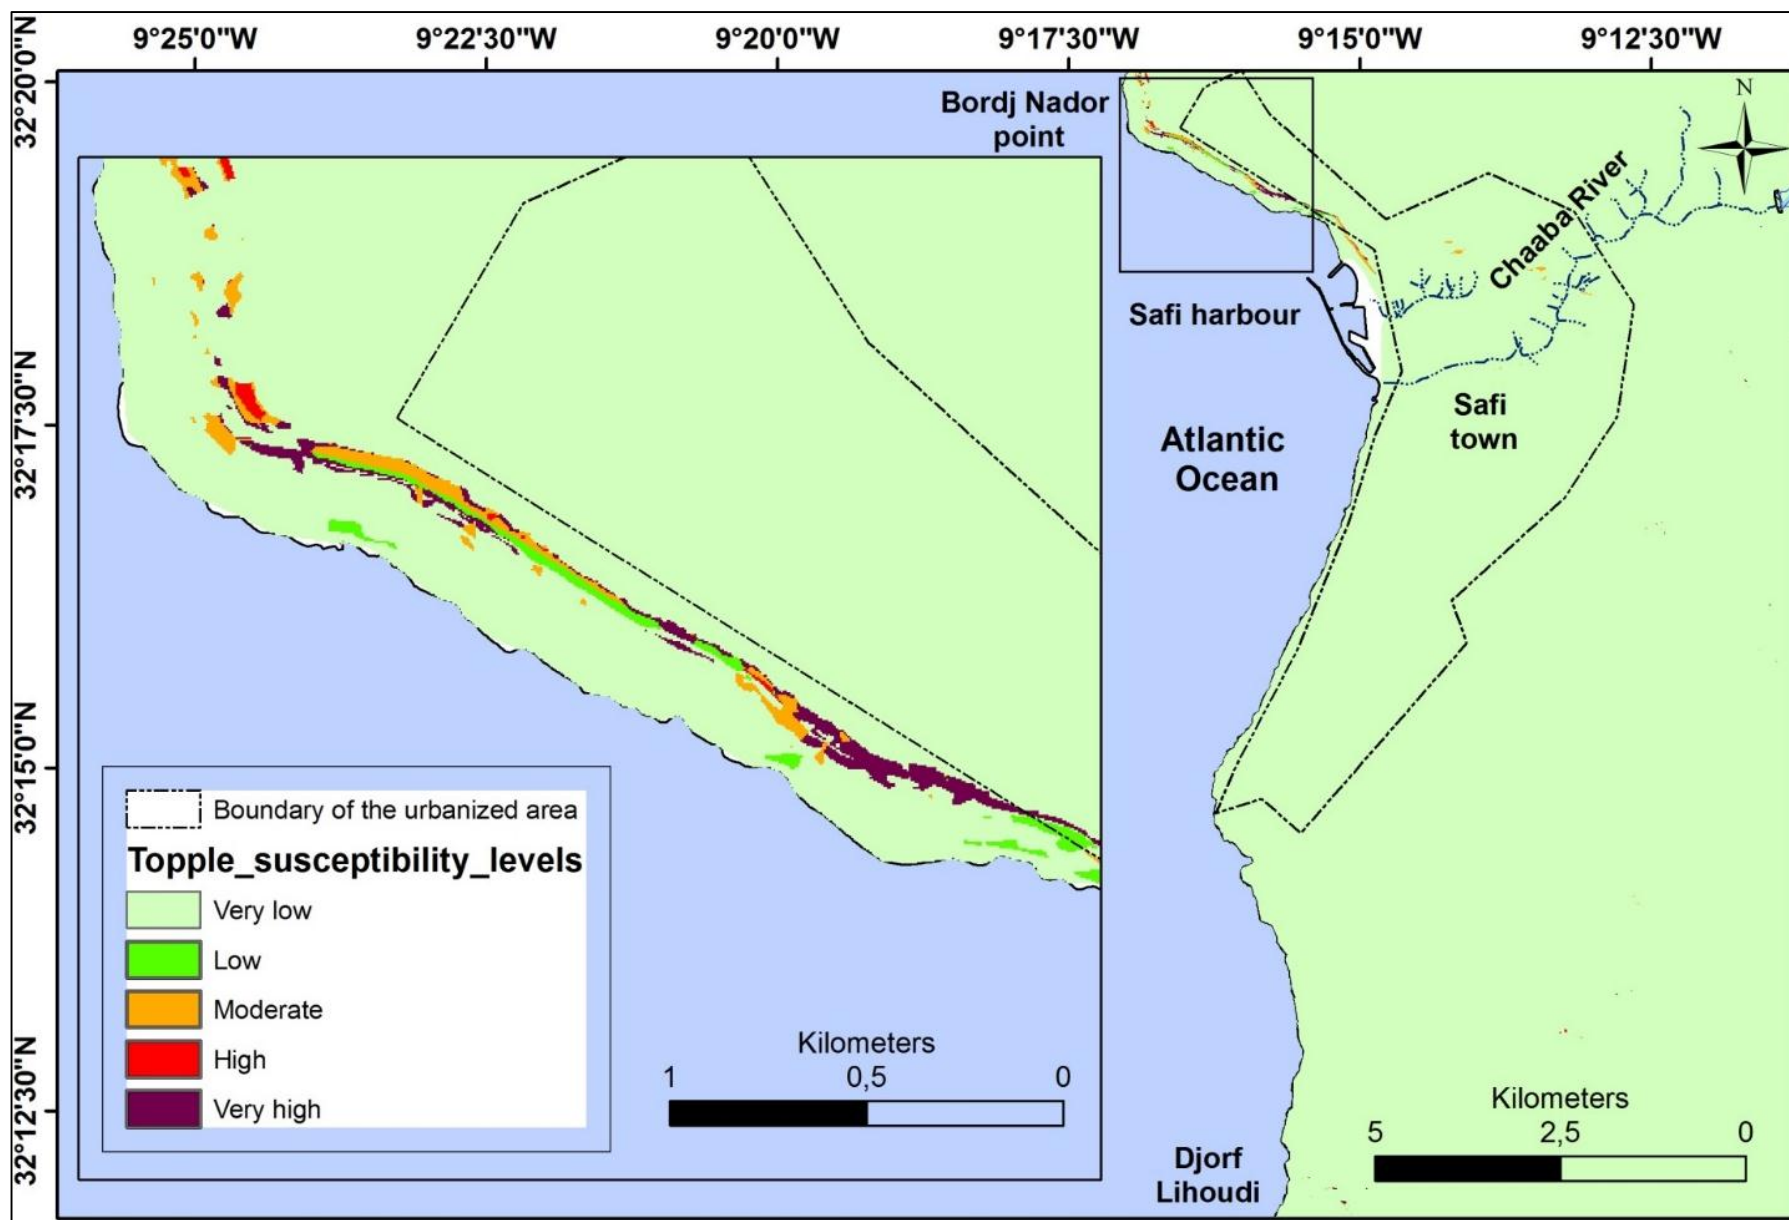 9°25'0"W
9°22'30"W
9°20'0"W
9°17'30"W
9°15'0"W
9°12'30"W
32°20'0"N
32°17'30"N
32°15'0"N
32°12'30"N
Bordj Nador
point
N
Chaaba River
Safi harbour
Safi
town
Atlantic
Ocean
Boundary of the urbanized area
Topple_susceptibility_levels
Very low
Low
Moderate
High
Very high
Kilometers
1 0,5 0
Kilometers
5 2,5 0
Djorf
Lihoudi